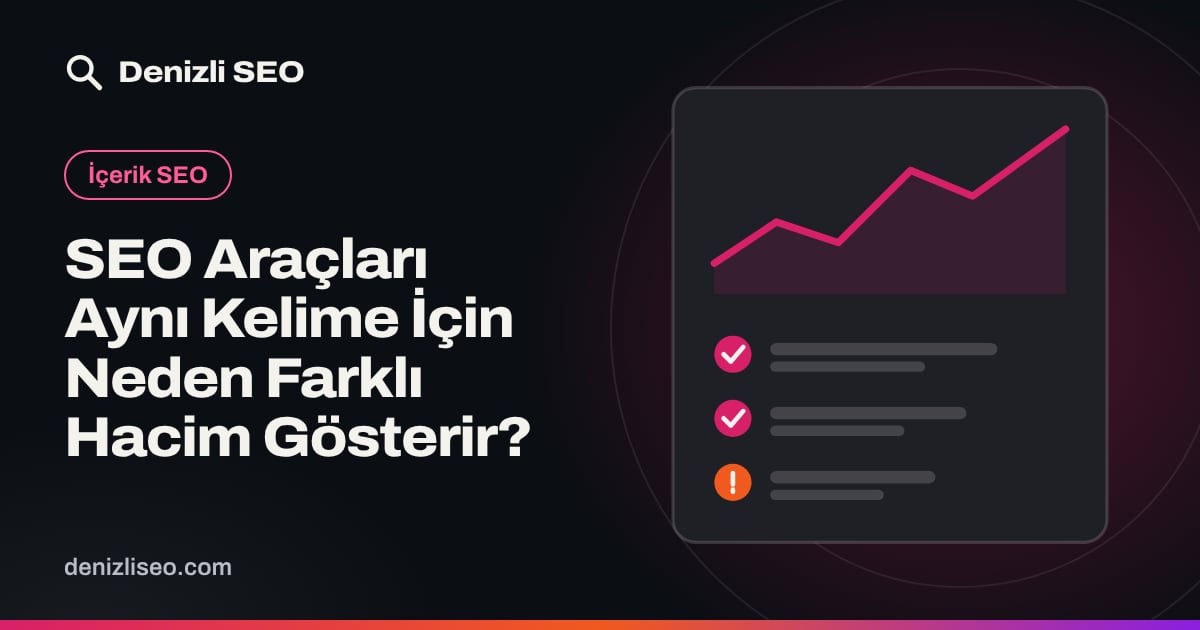 Denizli SEO
İçerik SEO
SEO Araçları
Aynı Kelime İçin
Neden Farklı
Hacim Gösterir?
denizliseo.com